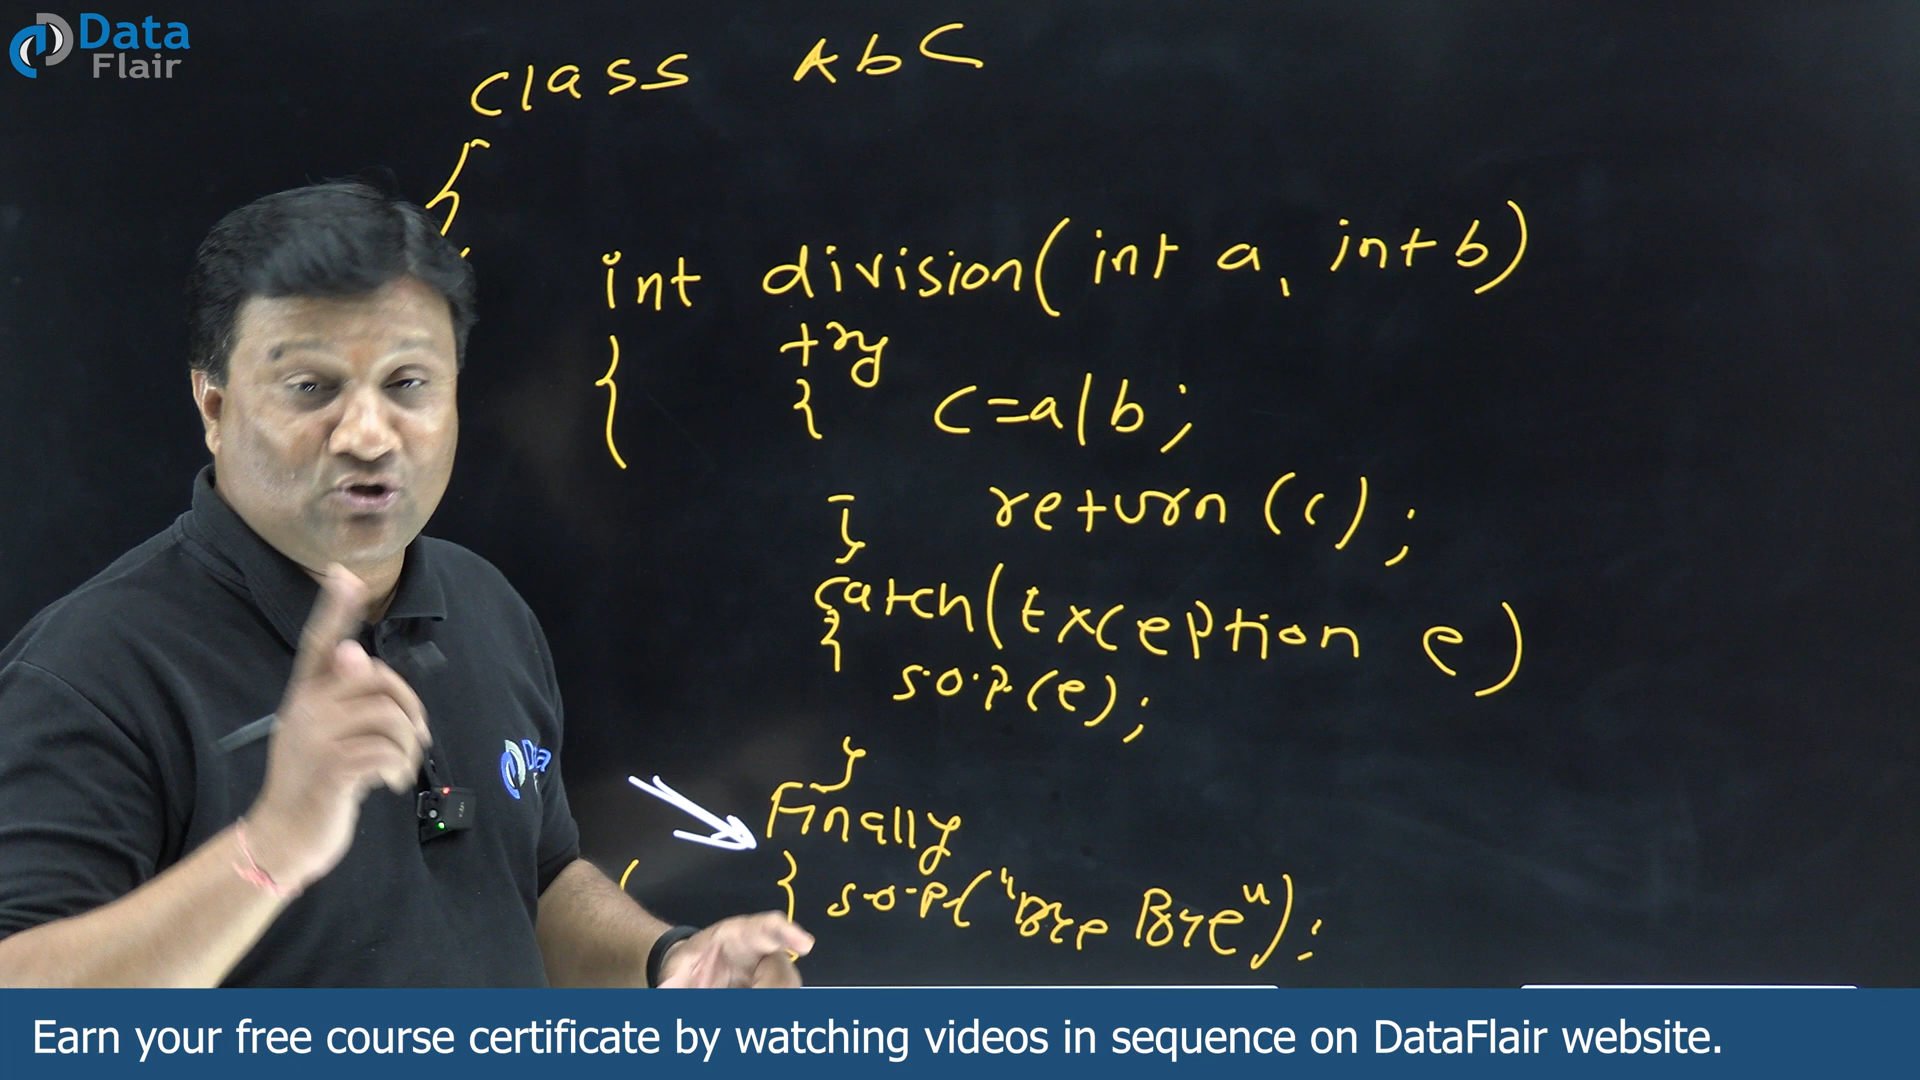 Data
Flair
class AbC
{
int division(int a, int b)
{ try
{ c=a/b;
} return(c);
catch(Exception e)
{
s.o.p(e);
}
Finally
{ s.o.p("Bye Bye");
Earn your free course certificate by watching videos in sequence on DataFlair website.